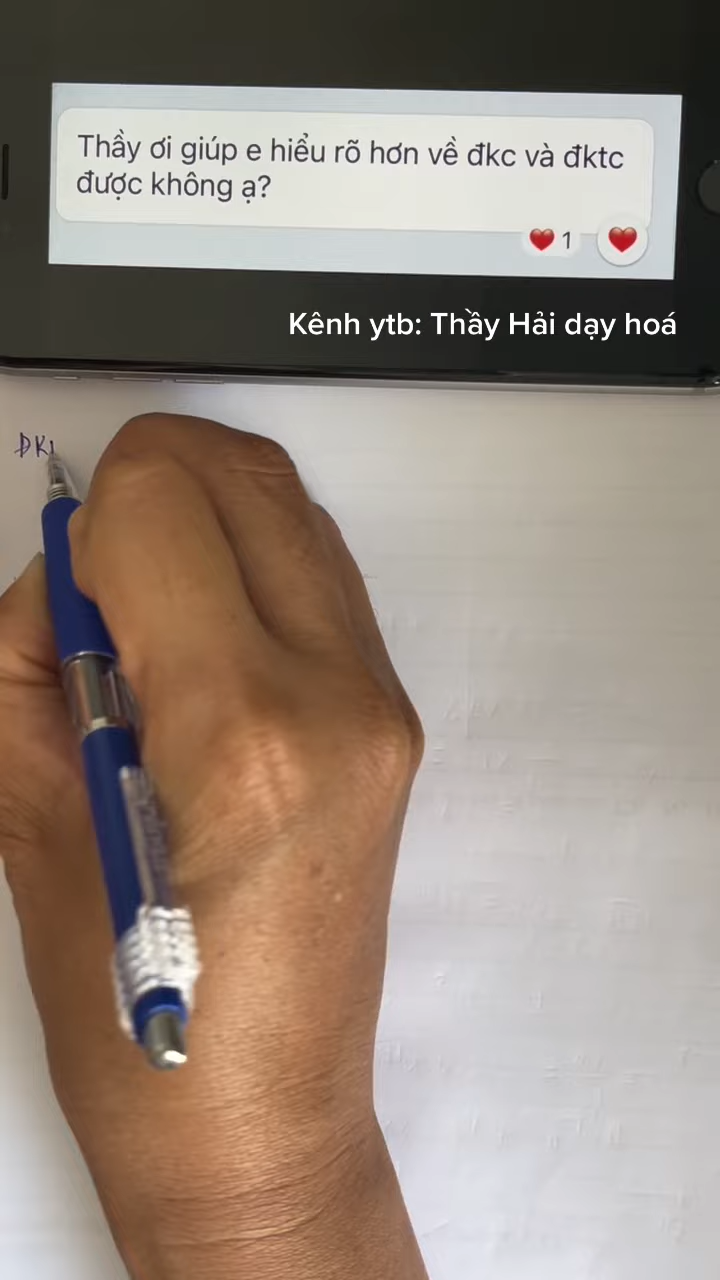 Thầy ơi giúp e hiểu rõ hơn về đkc và đktc
được không ạ?
1
Kênh ytb: Thầy Hải dạy hoá
ĐK